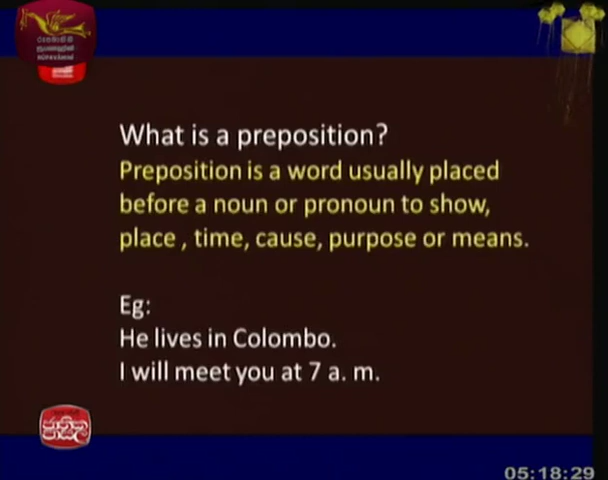 What is a preposition?
Preposition is a word usually placed
before a noun or pronoun to show,
place , time, cause, purpose or means.
Eg:
He lives in Colombo.
I will meet you at 7 a. m.
05:18:29